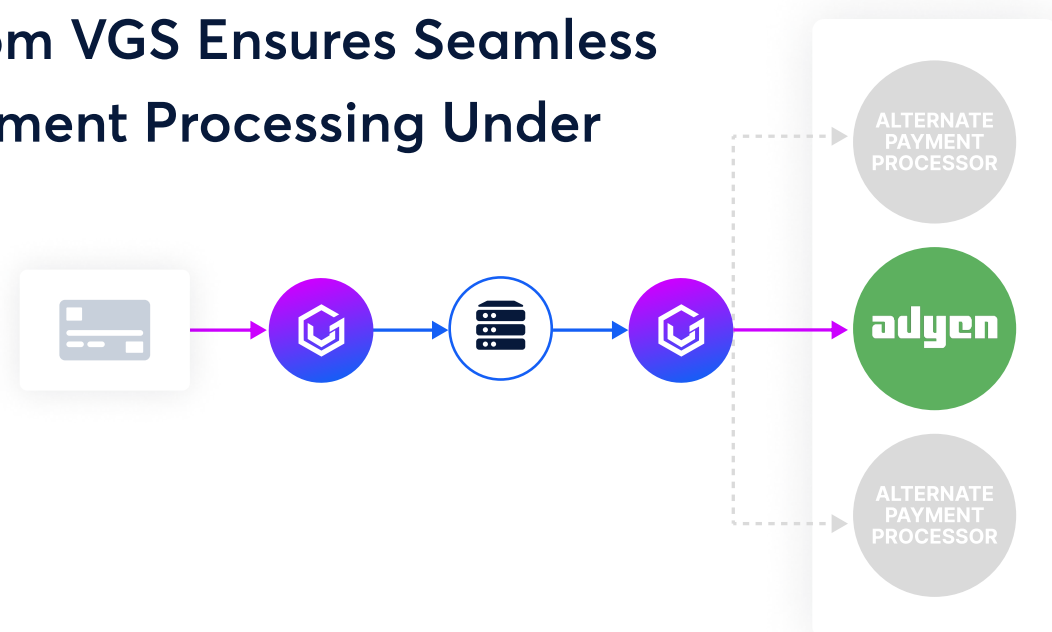 om VGS Ensures Seamless
ment Processing Under
ALTERNATE
PAYMENT
PROCESSOR
adyen
ALTERNATE
PAYMENT
PROCESSOR